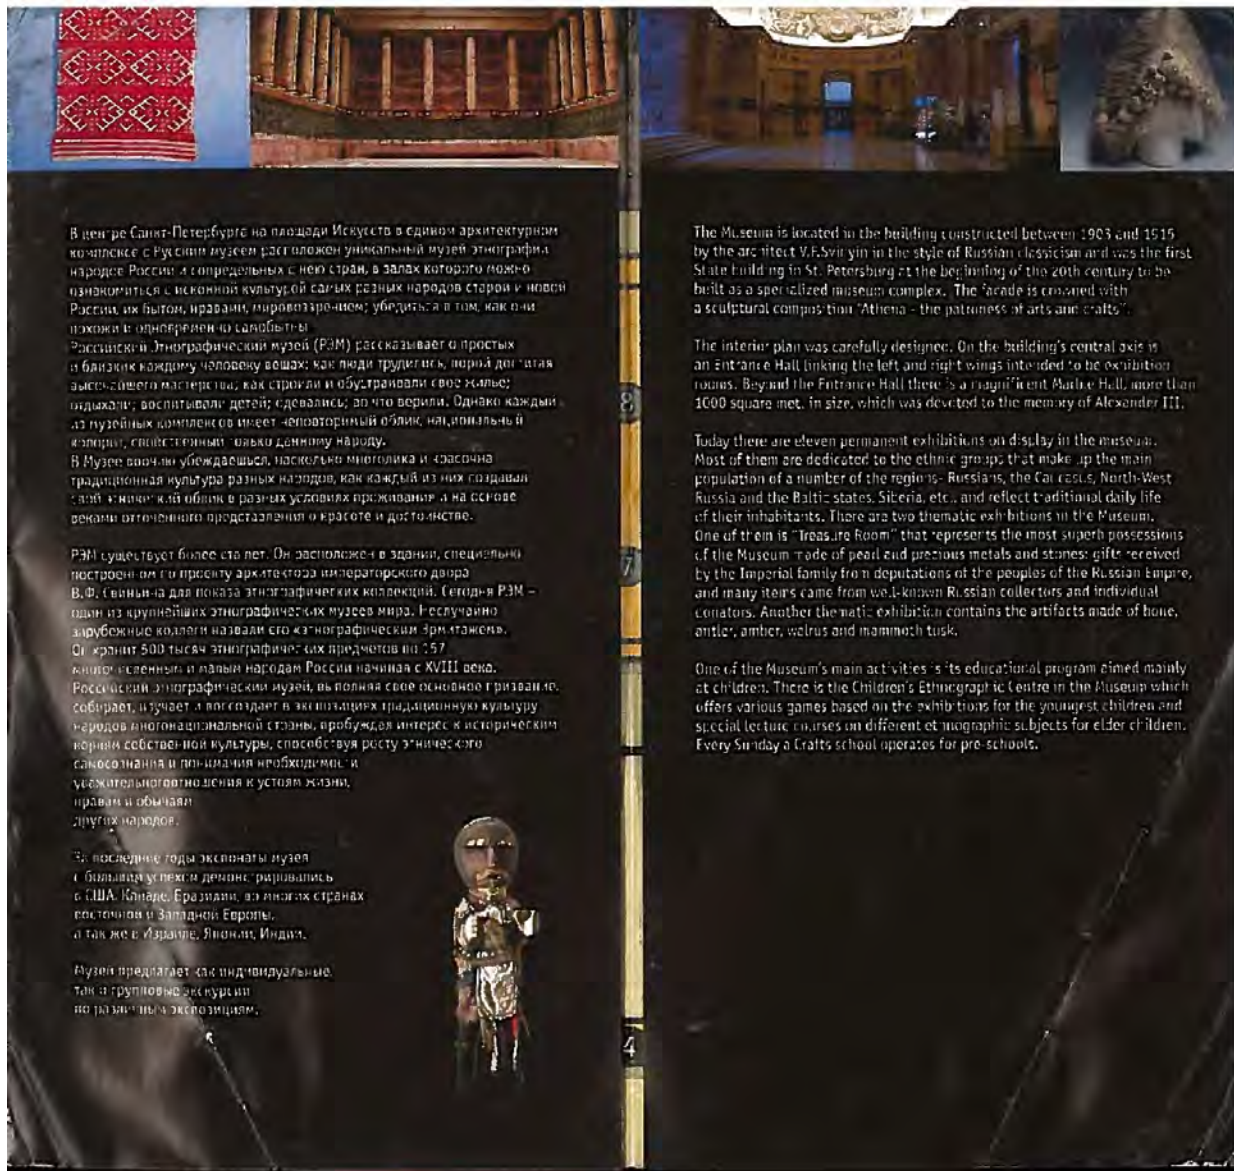 В центре Санкт-Петербурга на площади Искусств в едином архитектурном
комплексе с Русским музеем расположен уникальный музей этнографии
народов России и сопредельных с нею стран, в залах которого можно
ознакомиться с исконной культурой самых разных народов старой и новой
России, их бытом, нравами, мировоззрением; убедиться в том, как они
похожи и одновременно самобытны
Российский Этнографический музей (РЭМ) рассказывает о простых
и близких каждому человеку вещах: как люди трудились, порой достигая
высочайшего мастерства; как строили и обустраивали свое жилье;
отдыхали; воспитывали детей; одевались; во что верили. Однако каждый
из музейных комплексов имеет неповторимый облик, национальный
колорит, свойственный только данному народу.
В Музее воочию убеждаешься, насколько многолика и красочна
традиционная культура разных народов, как каждый из них создавал
свой этнический облик в разных условиях проживания и на основе
веками отточенного представления о красоте и достоинстве.
РЭМ существует более ста лет. Он расположен в здании, специально
построенном по проекту архитектора императорского двора
В.Ф. Свиньина для показа этнографических коллекций. Сегодня РЭМ –
один из крупнейших этнографических музеев мира. Неслучайно
зарубежные коллеги назвали его «этнографическим Эрмитажем».
Он хранит 500 тысяч этнографических предметов по 157
многочисленным и малым народам России начиная с XVIII века.
Российский этнографический музей, выполняя свое основное призвание,
собирает, изучает и воссоздает в экспозициях традиционную культуру
народов многонациональной страны, пробуждая интерес к историческим
корням собственной культуры, способствуя росту этнического
самосознания и понимания необходимости
уважительногоотношения к устоям жизни,
нравам и обычаям
других народов.
За последние годы экспонаты музея
с большим успехом демонстрировались
в США, Канаде, Бразилии, во многих странах
восточной и Западной Европы,
а так же в Израиле, Японии, Индии.
Музей предлагает как индивидуальные,
так и групповые экскурсии
по различным экспозициям.
8
7
4
The Museum is located in the building constructed between 1903 and 1915
by the architect V.F.Svinyin in the style of Russian classicism and was the first
State building in St. Petersburg at the beginning of the 20th century to be
built as a specialized museum complex. The facade is crowned with
a sculptural composition "Athena - the patroness of arts and crafts".
The interior plan was carefully designed. On the building's central axis is
an Entrance Hall linking the left and right wings intended to be exhibition
rooms. Beyond the Entrance Hall there is a magnificent Marble Hall, more than
1000 square met. in size, which was devoted to the memory of Alexander III.
Today there are eleven permanent exhibitions on display in the museum.
Most of them are dedicated to the ethnic groups that make up the main
population of a number of the regions- Russians, the Caucasus, North-West
Russia and the Baltic states, Siberia, etc., and reflect traditional daily life
of their inhabitants. There are two thematic exhibitions in the Museum.
One of them is "Treasure Room" that represents the most superb possessions
of the Museum made of pearl and precious metals and stones: gifts received
by the Imperial family from deputations of the peoples of the Russian Empire,
and many items came from well-known Russian collectors and individual
donators. Another thematic exhibition contains the artifacts made of bone,
antler, amber, walrus and mammoth tusk.
One of the Museum's main activities is its educational program aimed mainly
at children. There is the Children's Ethnographic Centre in the Museum which
offers various games based on the exhibitions for the youngest children and
special lecture courses on different ethnographic subjects for elder children.
Every Sunday a Crafts school operates for pre-schools.